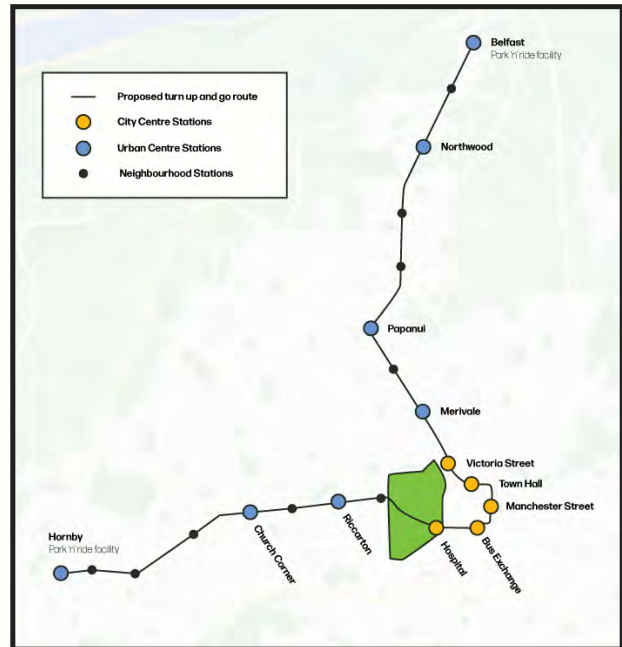 Belfast
Park 'n' ride facility
Proposed turn up and go route
City Centre Stations
Urban Centre Stations
Neighbourhood Stations
Northwood
Papanui
Merivale
Victoria Street
Town Hall
Manchester Street
Bus Exchange
Hospital
Riccarton
Church Corner
Hornby
Park 'n' ride facility